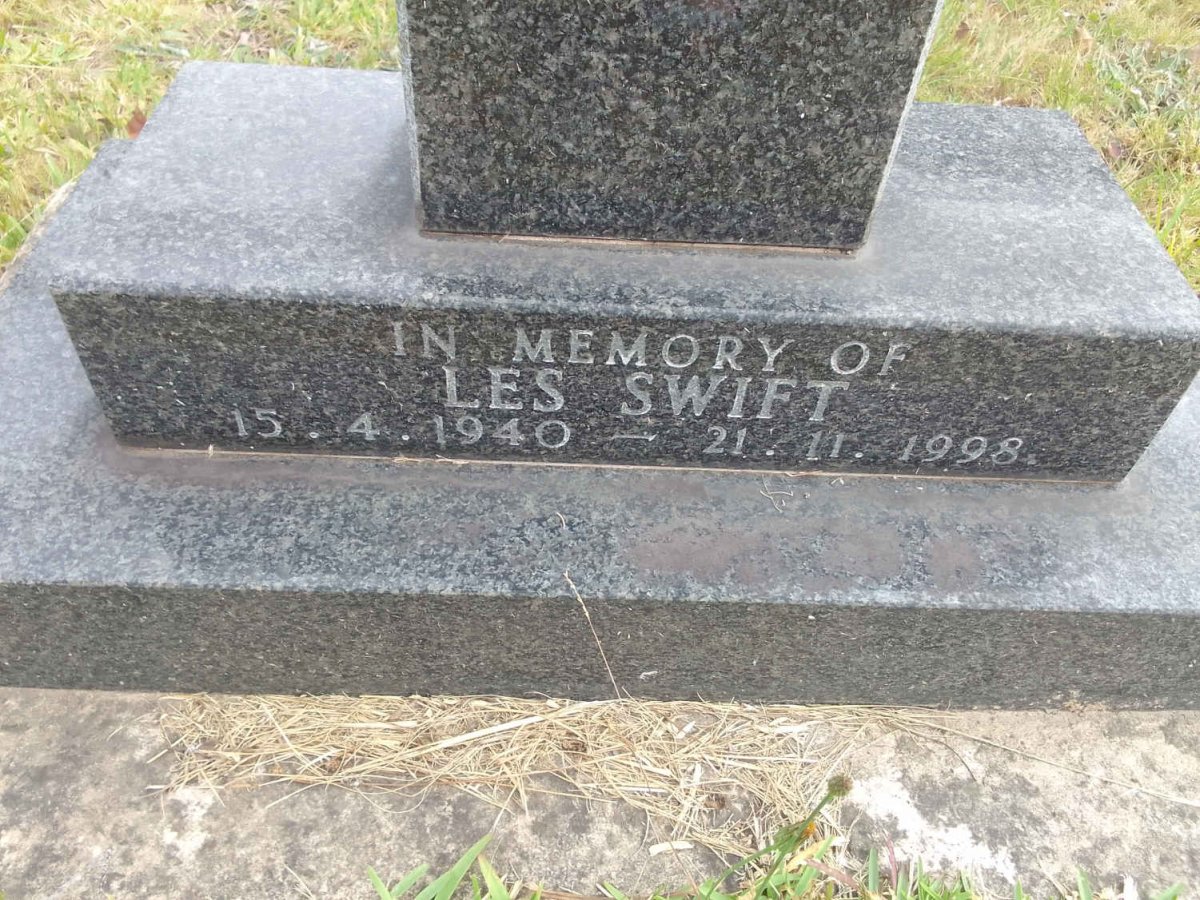 IN MEMORY OF
LES SWIFT
15.4.1940 — 21.11.1998.